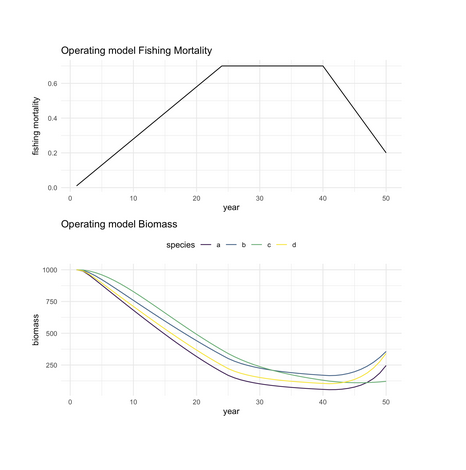 Operating model Fishing Mortality
fishing mortality
0.6
0.4
0.2
0.0
0 10 20 30 40 50
year
Operating model Biomass
species a b c d
biomass
1000
750
500
250
0 10 20 30 40 50
year